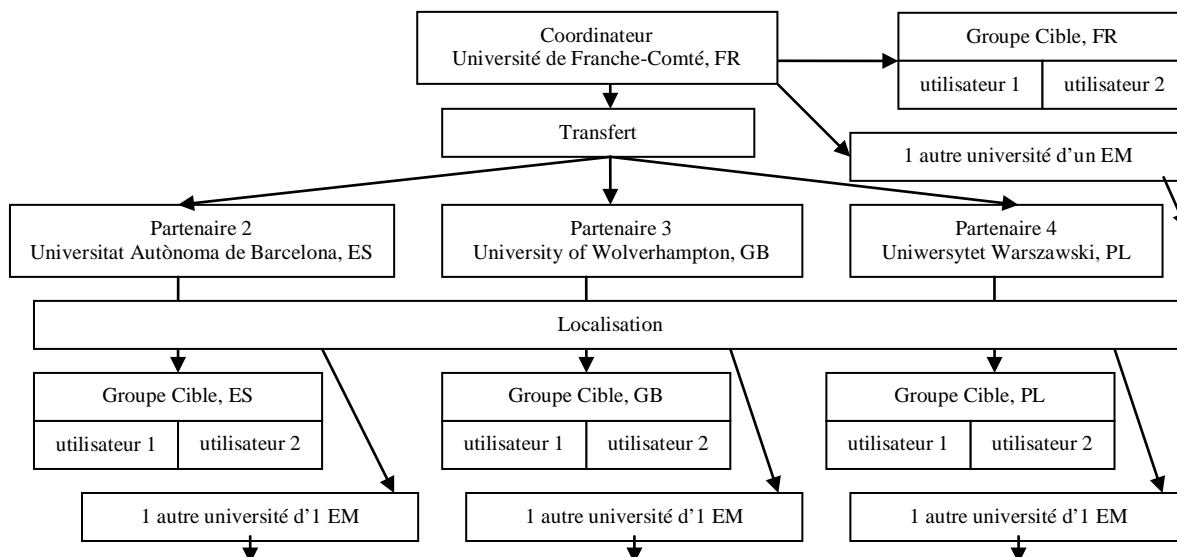 Coordinateur
Université de Franche-Comté, FR
Groupe Cible, FR
utilisateur 1
utilisateur 2
Transfert
1 autre université d’un EM
Partenaire 2
Universitat Autònoma de Barcelona, ES
Partenaire 3
University of Wolverhampton, GB
Partenaire 4
Uniwersytet Warszawski, PL
Localisation
Groupe Cible, ES
utilisateur 1
utilisateur 2
Groupe Cible, GB
utilisateur 1
utilisateur 2
Groupe Cible, PL
utilisateur 1
utilisateur 2
1 autre université d’1 EM
1 autre université d’1 EM
1 autre université d’1 EM